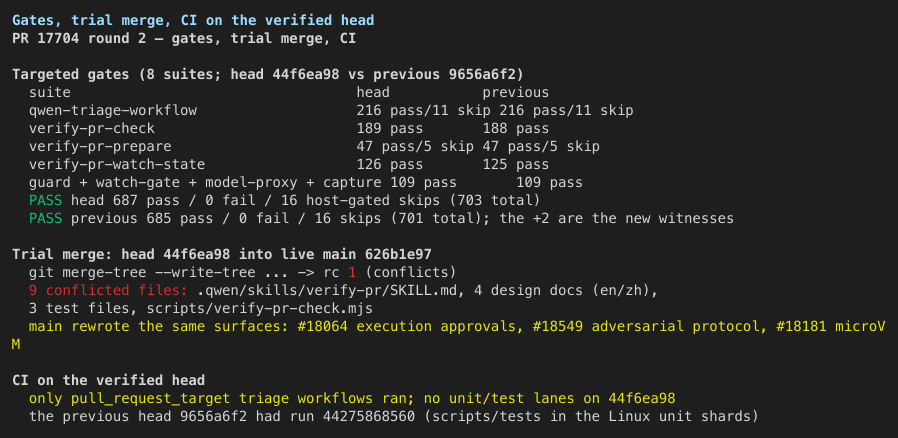 Gates, trial merge, CI on the verified head
PR 17704 round 2 — gates, trial merge, CI
Targeted gates (8 suites; head 44f6ea98 vs previous 9656a6f2)
suite head previous
qwen-triage-workflow 216 pass/11 skip 216 pass/11 skip
verify-pr-check 189 pass 188 pass
verify-pr-prepare 47 pass/5 skip 47 pass/5 skip
verify-pr-watch-state 126 pass 125 pass
guard + watch-gate + model-proxy + capture 109 pass 109 pass
PASS head 687 pass / 0 fail / 16 host-gated skips (703 total)
PASS previous 685 pass / 0 fail / 16 skips (701 total); the +2 are the new witnesses
Trial merge: head 44f6ea98 into live main 626b1e97
git merge-tree --write-tree ... -> rc 1 (conflicts)
9 conflicted files: .qwen/skills/verify-pr/SKILL.md, 4 design docs (en/zh),
3 test files, scripts/verify-pr-check.mjs
main rewrote the same surfaces: #18064 execution approvals, #18549 adversarial protocol, #18181 microV
M
CI on the verified head
only pull_request_target triage workflows ran; no unit/test lanes on 44f6ea98
the previous head 9656a6f2 had run 44275868560 (scripts/tests in the Linux unit shards)